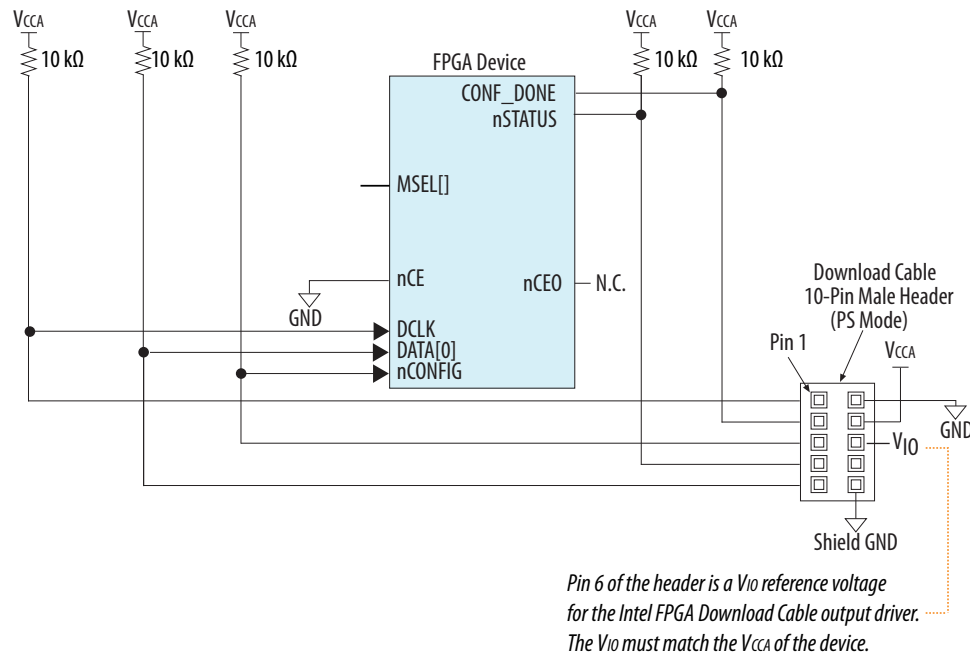 VCCA VCCA VCCA VCCA VCCA
10 kΩ 10 kΩ 10 kΩ 10 kΩ 10 kΩ
FPGA Device
CONF_DONE
nSTATUS
MSEL[]
nCE
nCEO
N.C.
GND
DCLK
DATA[0]
nCONFIG
Download Cable
10-Pin Male Header
(PS Mode)
Pin 1
VCCA
GND
VIO
Shield GND
Pin 6 of the header is a VIO reference voltage
for the Intel FPGA Download Cable output driver.
The VIO must match the VCCA of the device.